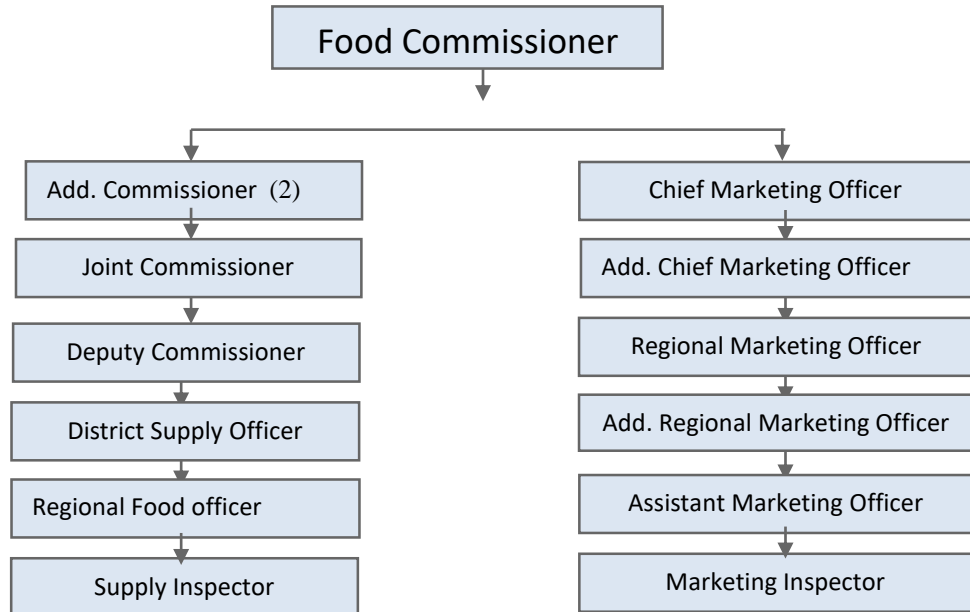 Food Commissioner
Add. Commissioner (2)
Joint Commissioner
Deputy Commissioner
District Supply Officer
Regional Food officer
Supply Inspector
Chief Marketing Officer
Add. Chief Marketing Officer
Regional Marketing Officer
Add. Regional Marketing Officer
Assistant Marketing Officer
Marketing Inspector